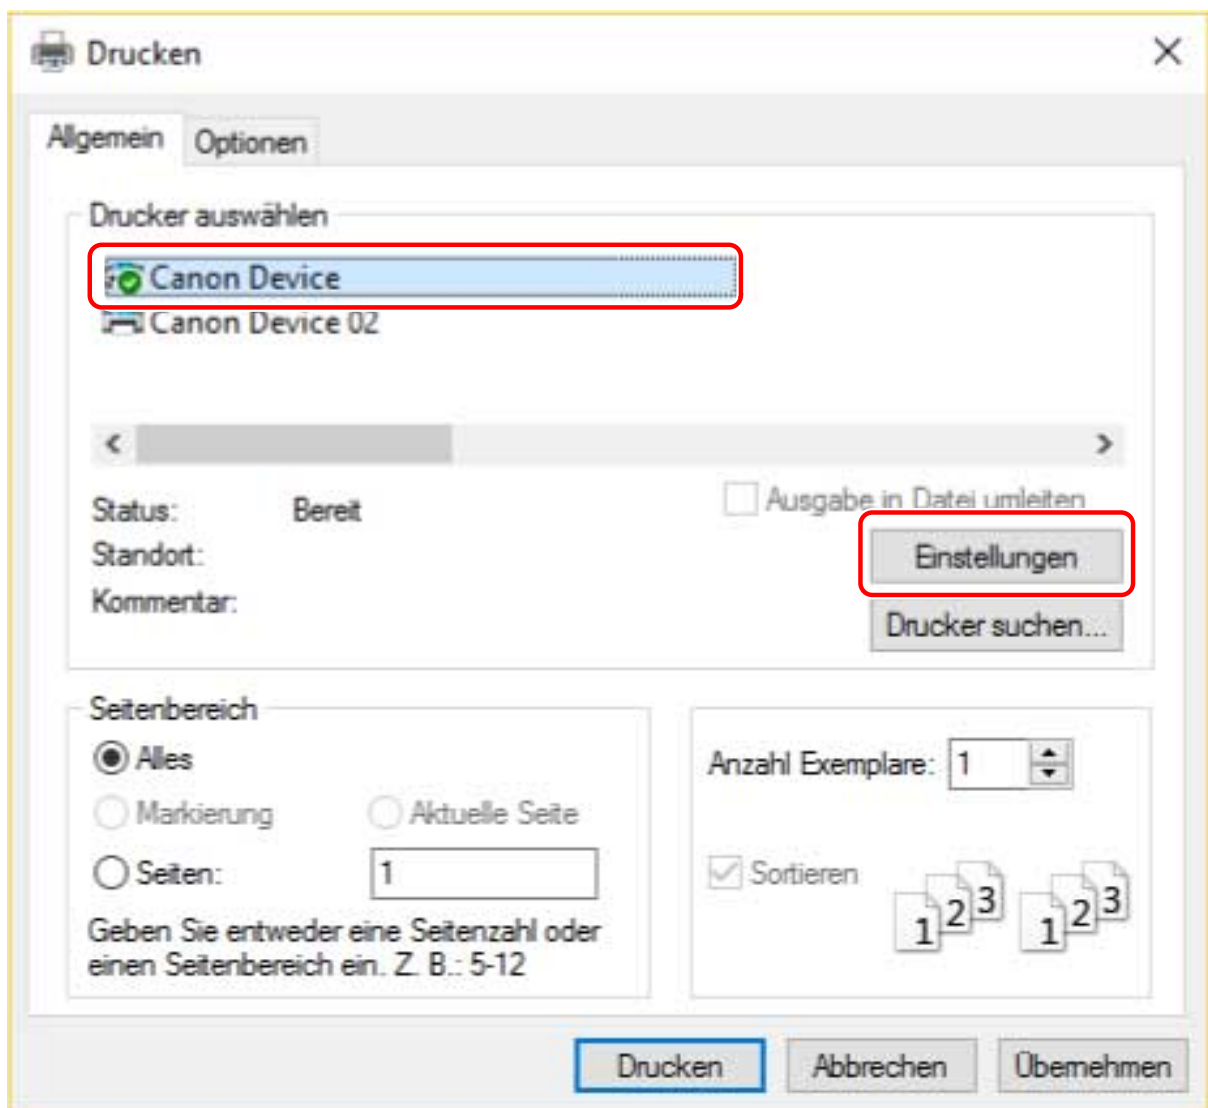 Drucken
Allgemein
Optionen
Drucker auswählen
Canon Device
Canon Device 02
Status: Bereit
Ausgabe in Datei umleiten
Standort:
Einstellungen
Kommentar:
Drucker suchen...
Seitenbereich
Alles
Anzahl Exemplare: 1
Markierung
Aktuelle Seite
Seiten: 1
Sortieren
1 2 3 1 2 3
Geben Sie entweder eine Seitenzahl oder
einen Seitenbereich ein. Z. B.: 5-12
Drucken
Abbrechen
Übernehmen